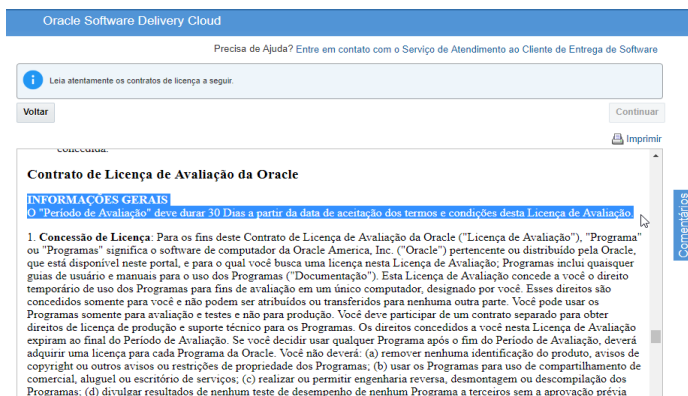 Oracle Software Delivery Cloud
Precisa de Ajuda? Entre em contato com o Serviço de Atendimento ao Cliente de Entrega de Software
Leia atentamente os contratos de licença a seguir.
Voltar
Continuar
Imprimir
concedida.
Contrato de Licença de Avaliação da Oracle
INFORMAÇÕES GERAIS
O "Período de Avaliação" deve durar 30 Dias a partir da data de aceitação dos termos e condições desta Licença de Avaliação.
1. Concessão de Licença: Para os fins deste Contrato de Licença de Avaliação da Oracle ("Licença de Avaliação"), "Programa"
ou "Programas" significa o software de computador da Oracle America, Inc. ("Oracle") pertencente ou distribuído pela Oracle,
que está disponível neste portal, e para o qual você busca uma licença nesta Licença de Avaliação; Programas inclui quaisquer
guias de usuário e manuais para o uso dos Programas ("Documentação"). Esta Licença de Avaliação concede a você o direito
temporário de uso dos Programas para fins de avaliação em um único computador, designado por você. Esses direitos são
concedidos somente para você e não podem ser atribuídos ou transferidos para nenhuma outra parte. Você pode usar os
Programas somente para avaliação e testes e não para produção. Você deve participar de um contrato separado para obter
direitos de licença de produção e suporte técnico para os Programas. Os direitos concedidos a você nesta Licença de Avaliação
expiram ao final do Período de Avaliação. Se você decidir usar qualquer Programa após o fim do Período de Avaliação, deverá
adquirir uma licença para cada Programa da Oracle. Você não deverá: (a) remover nenhuma identificação do produto, avisos de
copyright ou outros avisos ou restrições de propriedade dos Programas; (b) usar os Programas para uso de compartilhamento de
comercial, aluguel ou escritório de serviços; (c) realizar ou permitir engenharia reversa, desmontagem ou descompilação dos
Programas; (d) divulgar resultados de nenhum teste de desempenho de nenhum Programa a terceiros sem a aprovação prévia
Comentários